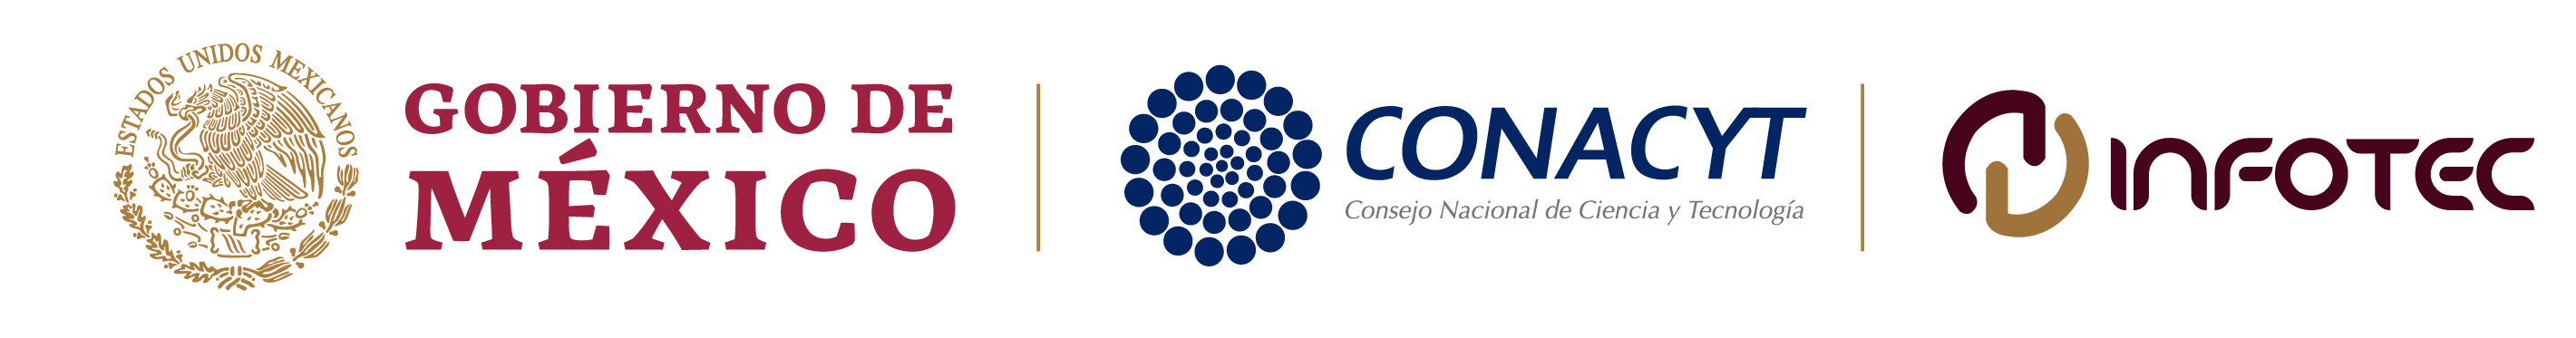 ESTADOS UNIDOS MEXICANOS
GOBIERNO DE
MÉXICO
CONACYT
Consejo Nacional de Ciencia y Tecnología
INFOTEC